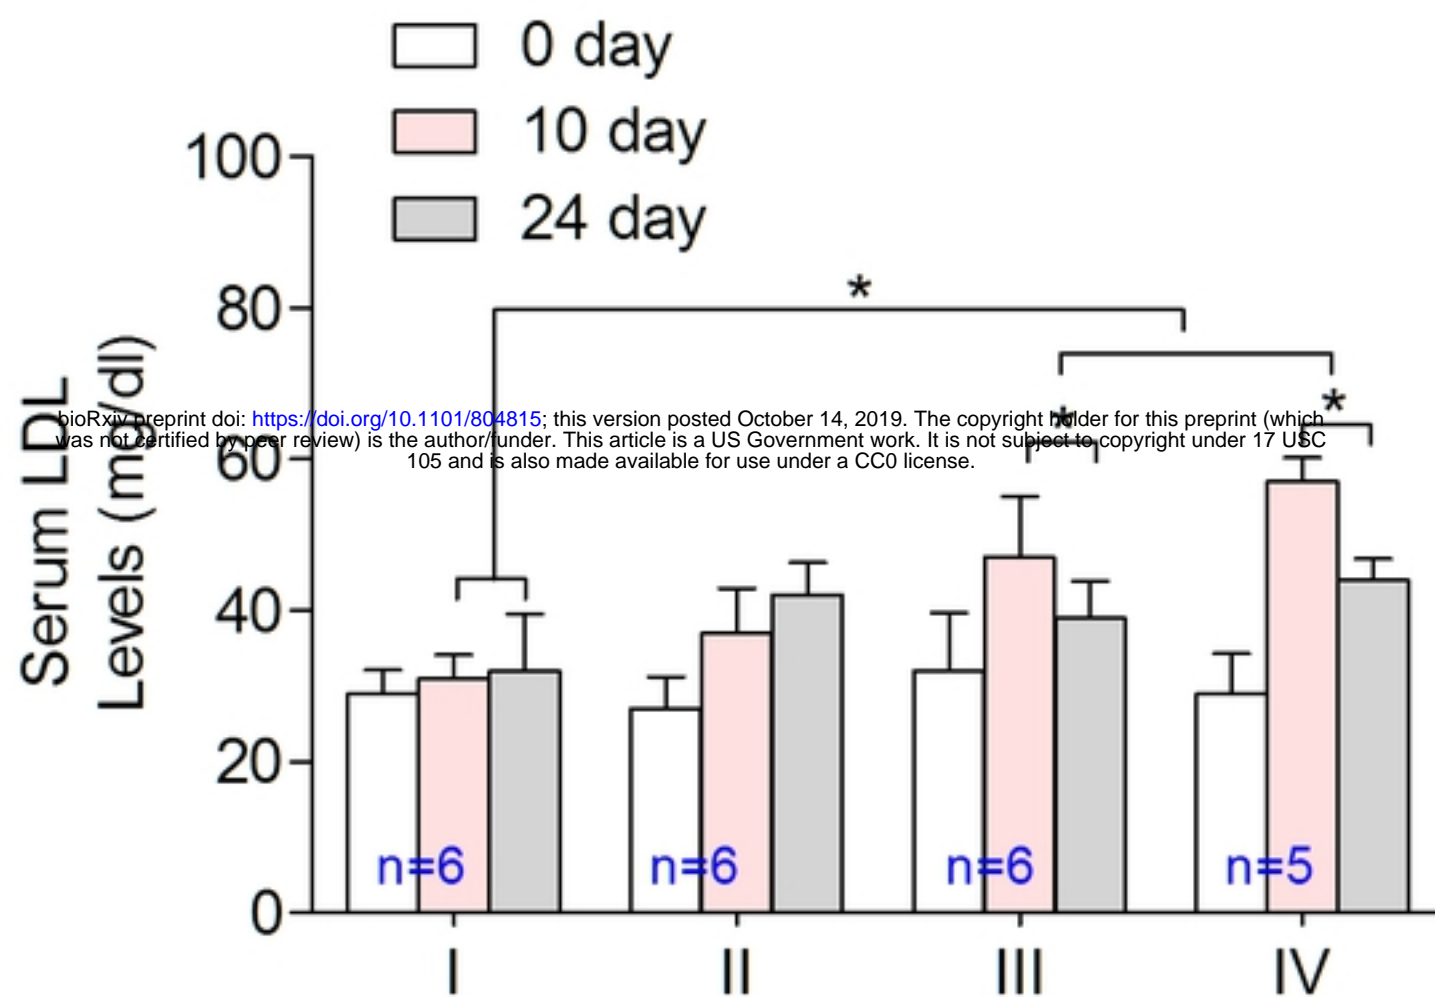 0 day
10 day
24 day
100
80
60
40
20
0
Serum LDL
Levels (mg/dl)
*
*
*
bioRxiv preprint doi: https://doi.org/10.1101/804815; this version posted October 14, 2019. The copyright holder for this preprint (which
was not certified by peer review) is the author/funder. This article is a US Government work. It is not subject to copyright under 17 USC
105 and is also made available for use under a CC0 license.
n=6
n=6
n=6
n=5
I
II
III
IV